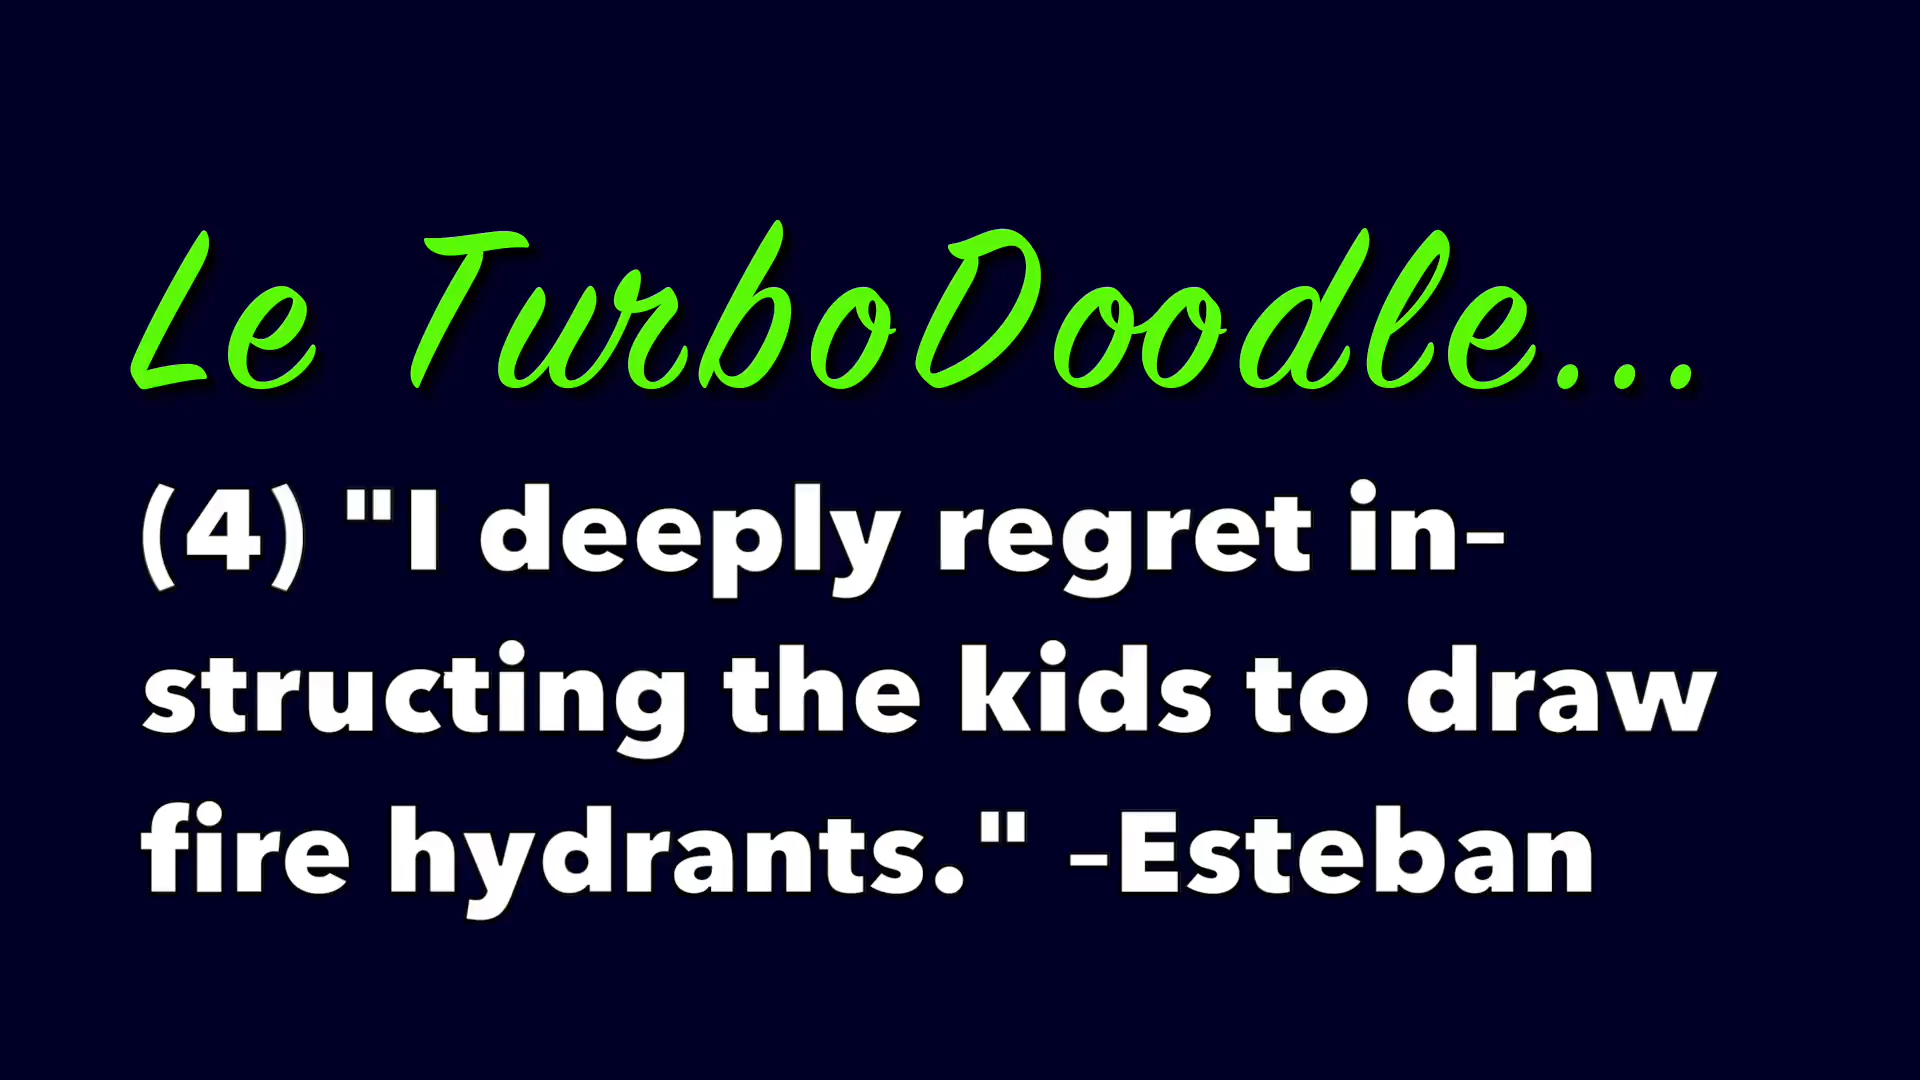 Le TurboDoodle...
(4) "I deeply regret in-
structing the kids to draw
fire hydrants." -Esteban